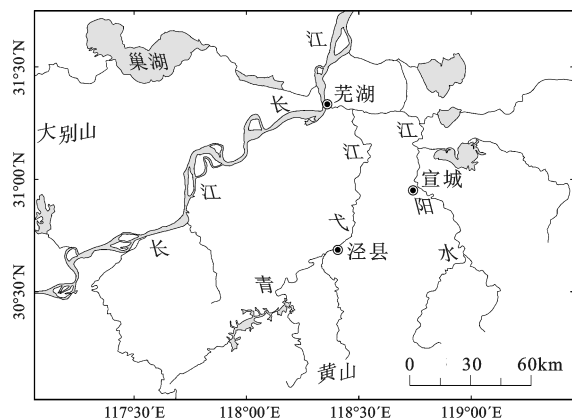 巢湖
江
芜湖
长
大别山
江
江
宣城
阳
江
弋
长
水
泾县
青
黄山
0 30 60km
31°30′
31°00′
30°30′
117°30′E
118°00′E
118°30′E
119°00′E